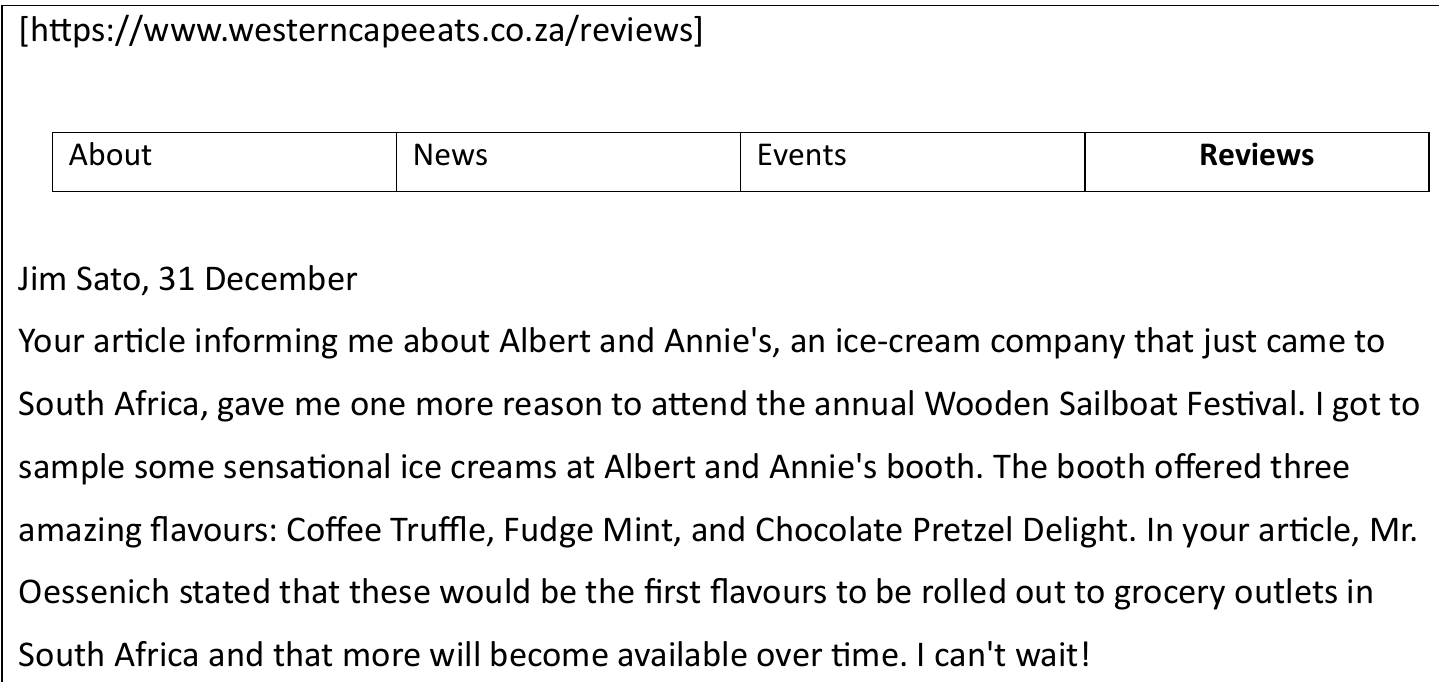 [https://www.westerncapeeats.co.za/reviews]
About News Events Reviews
Jim Sato, 31 December
Your article informing me about Albert and Annie's, an ice-cream company that just came to
South Africa, gave me one more reason to attend the annual Wooden Sailboat Festival. I got to
sample some sensational ice creams at Albert and Annie's booth. The booth offered three
amazing flavours: Coffee Truffle, Fudge Mint, and Chocolate Pretzel Delight. In your article, Mr.
Oessenich stated that these would be the first flavours to be rolled out to grocery outlets in
South Africa and that more will become available over time. I can't wait!